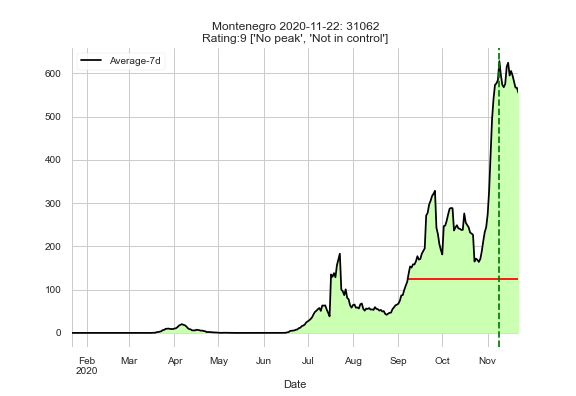 Montenegro 2020-11-22: 31062
Rating:9 ['No peak', 'Not in control']
Average-7d
600
500
400
300
200
100
0
Feb Mar Apr May Jun Jul Aug Sep Oct Nov
2020
Date